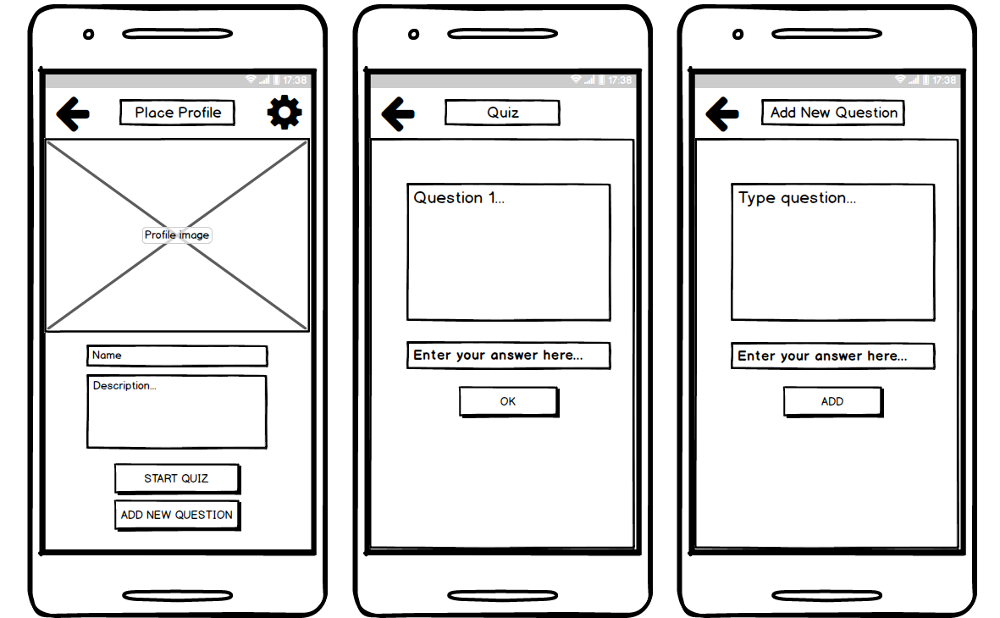 17:38
Place Profile
Profile image
Name
Description...
START QUIZ
ADD NEW QUESTION
17:38
Quiz
Question 1...
Enter your answer here...
OK
17:38
Add New Question
Type question...
Enter your answer here...
ADD